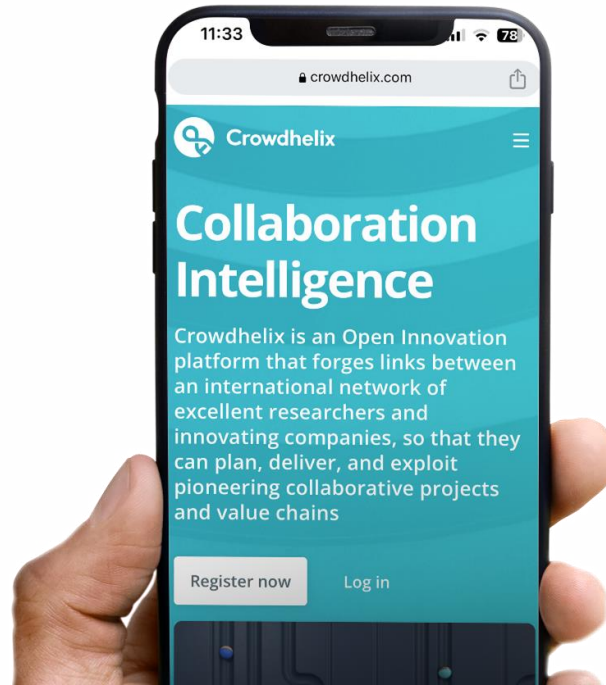 11:33
78
crowdhelix.com
Crowdhelix
Collaboration
Intelligence
Crowdhelix is an Open Innovation
platform that forges links between
an international network of
excellent researchers and
innovating companies, so that they
can plan, deliver, and exploit
pioneering collaborative projects
and value chains
Register now
Log in